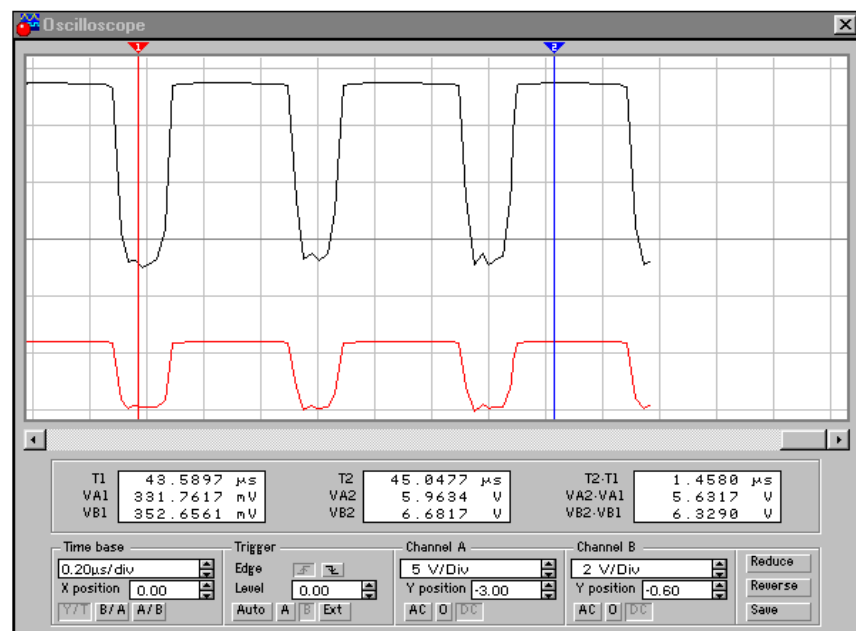 Oscilloscope
1 2
T1 43.5897 µs T2 45.0477 µs T2-T1 1.4580 µs
VA1 331.7617 mV VA2 5.9634 V VA2-VA1 5.6317 V
VB1 352.6561 mV VB2 6.6817 V VB2-VB1 6.3290 V
Time base Trigger Channel A Channel B
0.20µs/div Edge 5 V/Div 2 V/Div Reduce
X position 0.00 Level 0.00 Y position -3.00 Y position -0.60 Reverse
Y/T B/A A/B Auto A B Ext AC 0 DC AC 0 DC Save